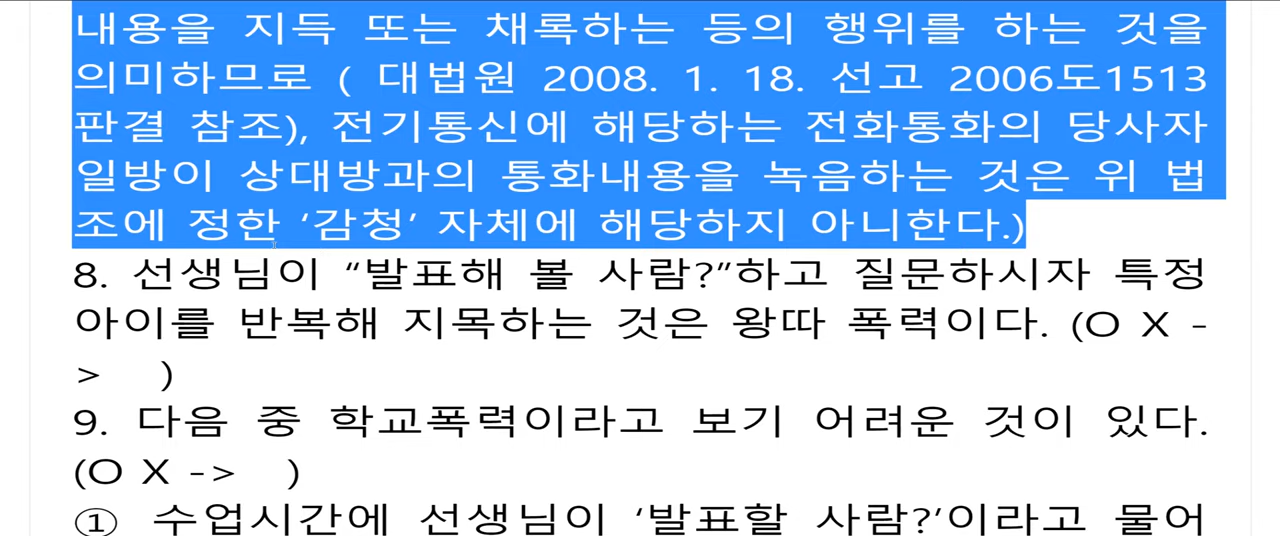 내용을 지득 또는 채록하는 등의 행위를 하는 것을
의미하므로 ( 대법원 2008. 1. 18. 선고 2006도1513
판결 참조), 전기통신에 해당하는 전화통화의 당사자
일방이 상대방과의 통화내용을 녹음하는 것은 위 법
조에 정한 ‘감청’ 자체에 해당하지 아니한다.)
8. 선생님이 “발표해 볼 사람?”하고 질문하시자 특정
아이를 반복해 지목하는 것은 왕따 폭력이다. (O X -
>    )
9. 다음 중 학교폭력이라고 보기 어려운 것이 있다.
(O X ->    )
① 수업시간에 선생님이 ‘발표할 사람?’이라고 물어